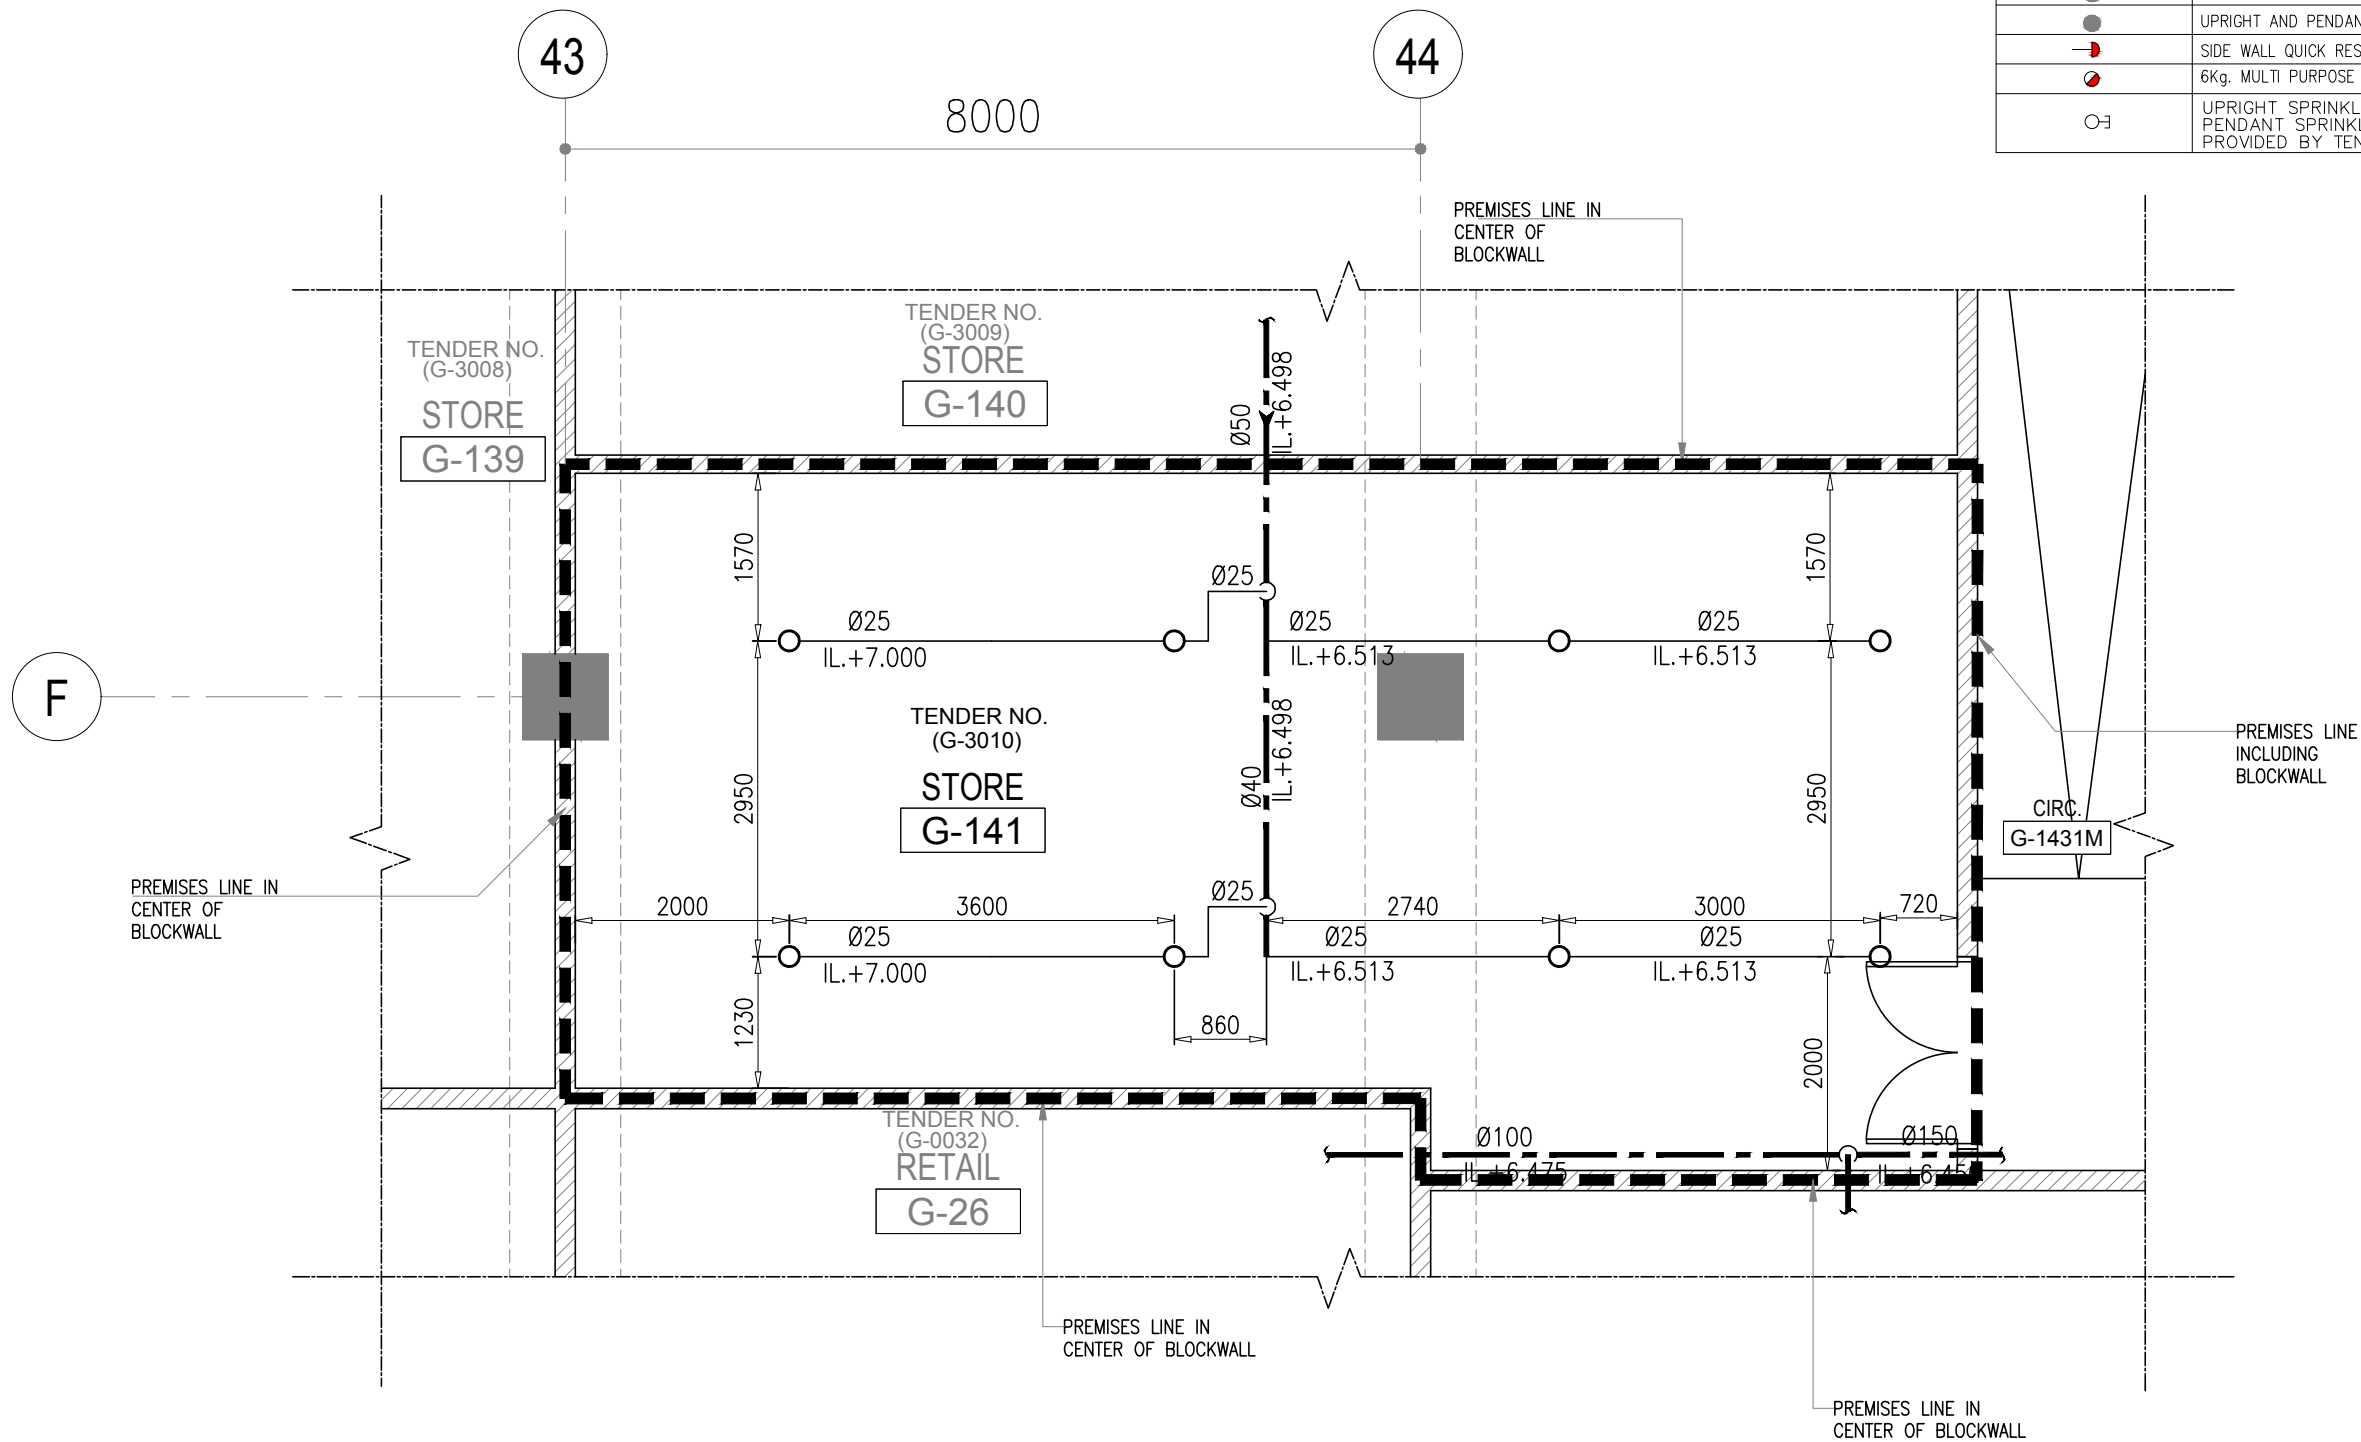 43
44
8000
UPRIGHT AND PENDAN
SIDE WALL QUICK RES
6Kg. MULTI PURPOSE
UPRIGHT SPRINKL
PENDANT SPRINKL
PROVIDED BY TEN
PREMISES LINE IN
CENTER OF
BLOCKWALL
TENDER NO.
(G-3008)
STORE
G-139
TENDER NO.
(G-3009)
STORE
G-140
Ø50
IL.+6.498
1570
1570
Ø25
Ø25
IL.+7.000
Ø25
IL.+6.513
Ø25
IL.+6.513
F
TENDER NO.
(G-3010)
STORE
G-141
Ø40
IL.+6.498
2950
2950
PREMISES LINE
INCLUDING
BLOCKWALL
CIRC.
G-1431M
PREMISES LINE IN
CENTER OF
BLOCKWALL
2000
3600
Ø25
2740
3000
720
Ø25
IL.+7.000
Ø25
IL.+6.513
Ø25
IL.+6.513
1230
860
2000
TENDER NO.
(G-0032)
RETAIL
G-26
Ø100
IL.+6.475
Ø150
PREMISES LINE IN
CENTER OF BLOCKWALL
PREMISES LINE IN
CENTER OF BLOCKWALL